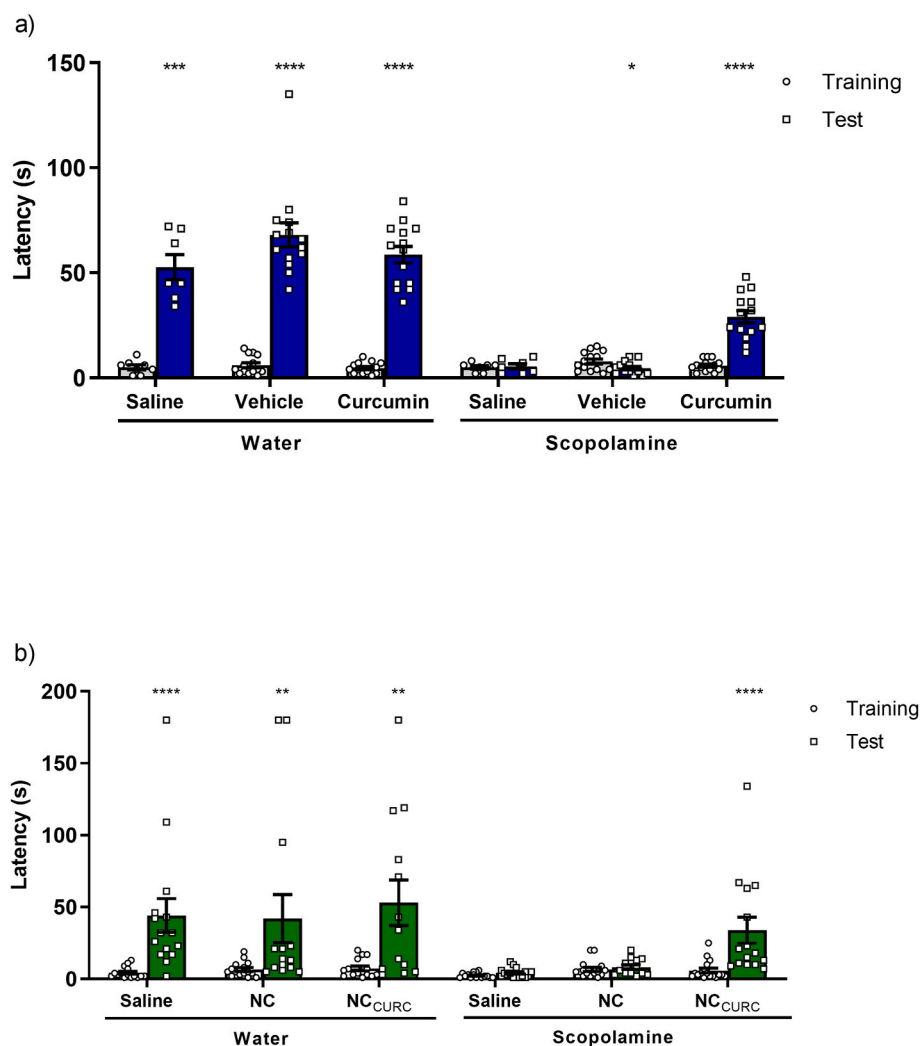 a)
150
100
50
0
Latency (s)
*** **** **** * ****
Training
Test
Saline Vehicle Curcumin Saline Vehicle Curcumin
Water Scopolamine
b)
200
150
100
50
0
Latency (s)
**** ** ** ****
Training
Test
Saline NC NCCURC Saline NC NCCURC
Water Scopolamine